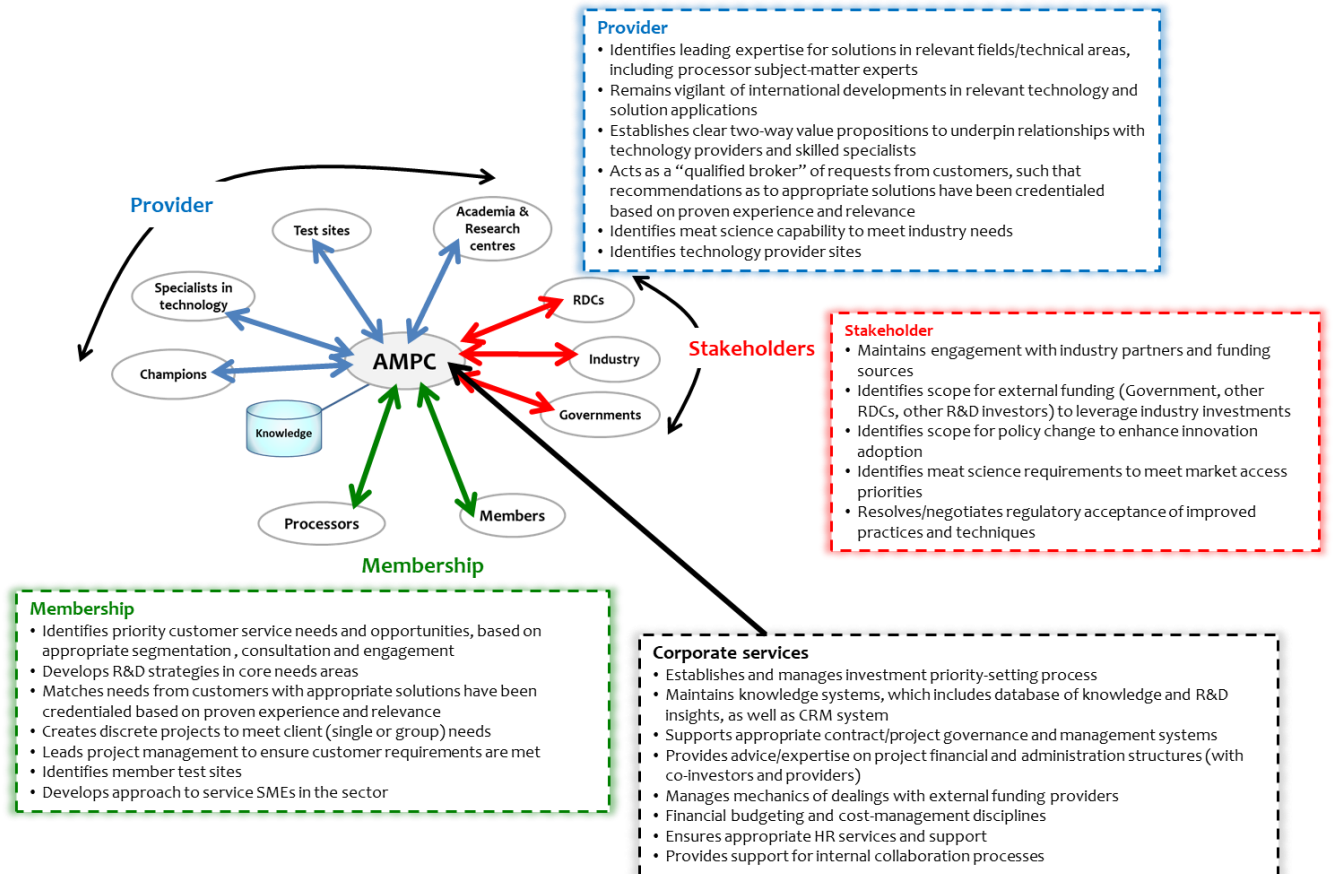 Provider
• Identifies leading expertise for solutions in relevant fields/technical areas,
including processor subject-matter experts
• Remains vigilant of international developments in relevant technology and
solution applications
• Establishes clear two-way value propositions to underpin relationships with
technology providers and skilled specialists
• Acts as a “qualified broker” of requests from customers, such that
recommendations as to appropriate solutions have been credentialed
based on proven experience and relevance
• Identifies meat science capability to meet industry needs
• Identifies technology provider sites
Provider
Test sites
Academia &
Research
centres
Specialists in
technology
Champions
AMPC
Knowledge
RDCs
Industry
Governments
Stakeholders
Processors
Members
Membership
Stakeholder
• Maintains engagement with industry partners and funding
sources
• Identifies scope for external funding (Government, other
RDCs, other R&D investors) to leverage industry investments
• Identifies scope for policy change to enhance innovation
adoption
• Identifies meat science requirements to meet market access
priorities
• Resolves/negotiates regulatory acceptance of improved
practices and techniques
Membership
• Identifies priority customer service needs and opportunities, based on
appropriate segmentation , consultation and engagement
• Develops R&D strategies in core needs areas
• Matches needs from customers with appropriate solutions have been
credentialed based on proven experience and relevance
• Creates discrete projects to meet client (single or group) needs
• Leads project management to ensure customer requirements are met
• Identifies member test sites
• Develops approach to service SMEs in the sector
Corporate services
• Establishes and manages investment priority-setting process
• Maintains knowledge systems, which includes database of knowledge and R&D
insights, as well as CRM system
• Supports appropriate contract/project governance and management systems
• Provides advice/expertise on project financial and administration structures (with
co-investors and providers)
• Manages mechanics of dealings with external funding providers
• Financial budgeting and cost-management disciplines
• Ensures appropriate HR services and support
• Provides support for internal collaboration processes